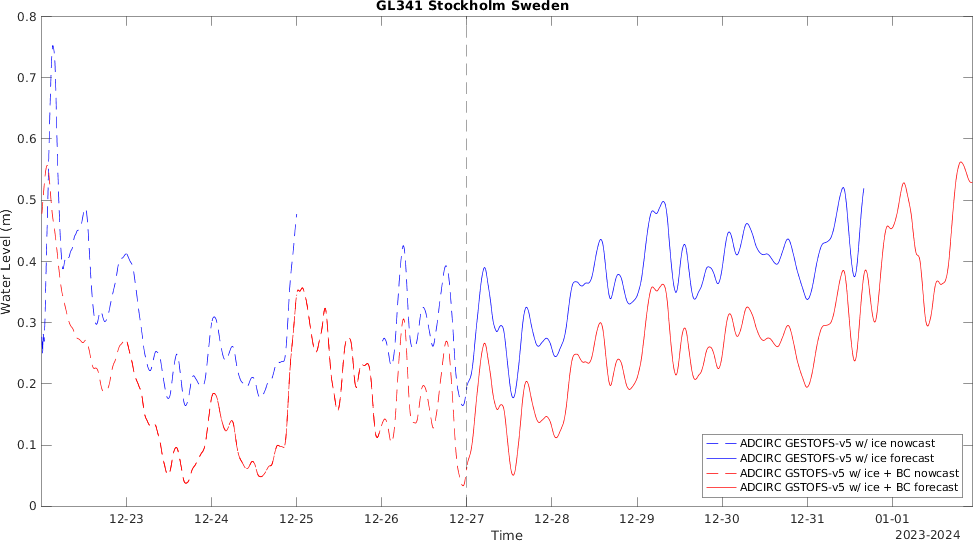 GL341 Stockholm Sweden
0.8
0.7
0.6
0.5
0.4
0.3
0.2
0.1
0
Water Level (m)
ADCIRC GESTOFS-v5 w/ ice nowcast
ADCIRC GESTOFS-v5 w/ ice forecast
ADCIRC GSTOFS-v5 w/ ice + BC nowcast
ADCIRC GSTOFS-v5 w/ ice + BC forecast
12-23 12-24 12-25 12-26 12-27 12-28 12-29 12-30 12-31 01-01
Time
2023-2024